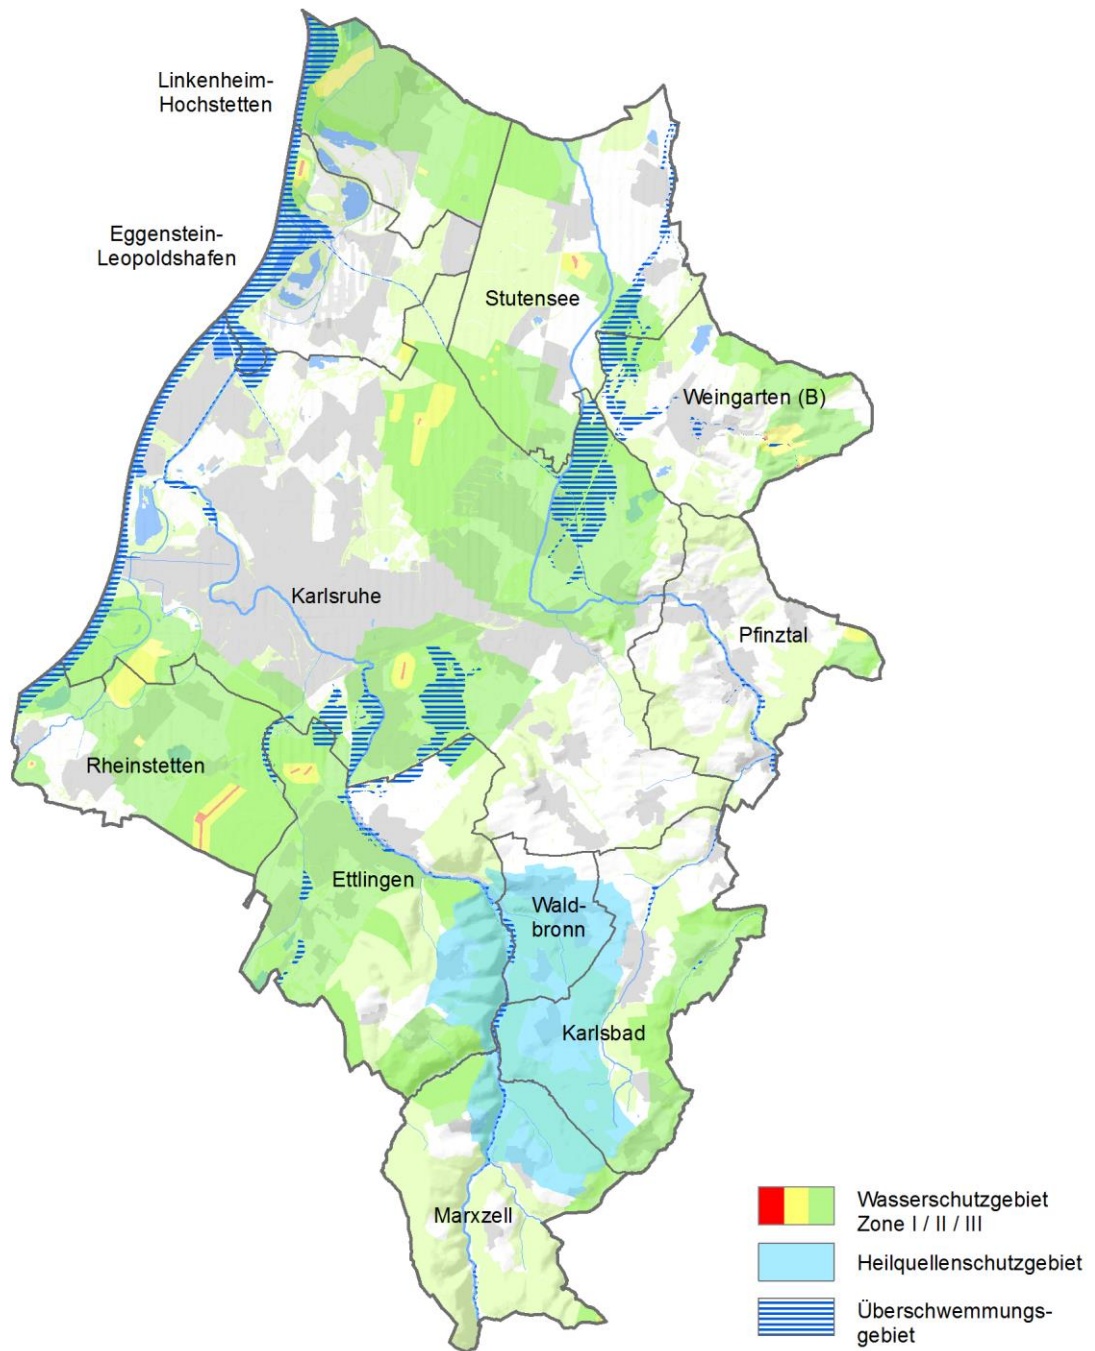 Linkenheim-
Hochstetten
Eggenstein-
Leopoldshafen
Stutensee
Weingarten (B)
Karlsruhe
Pfinztal
Rheinstetten
Ettlingen
Wald-
bronn
Karlsbad
Marxzell
Wasserschutzgebiet
Zone I / II / III
Heilquellenschutzgebiet
Überschwemmungs-
gebiet